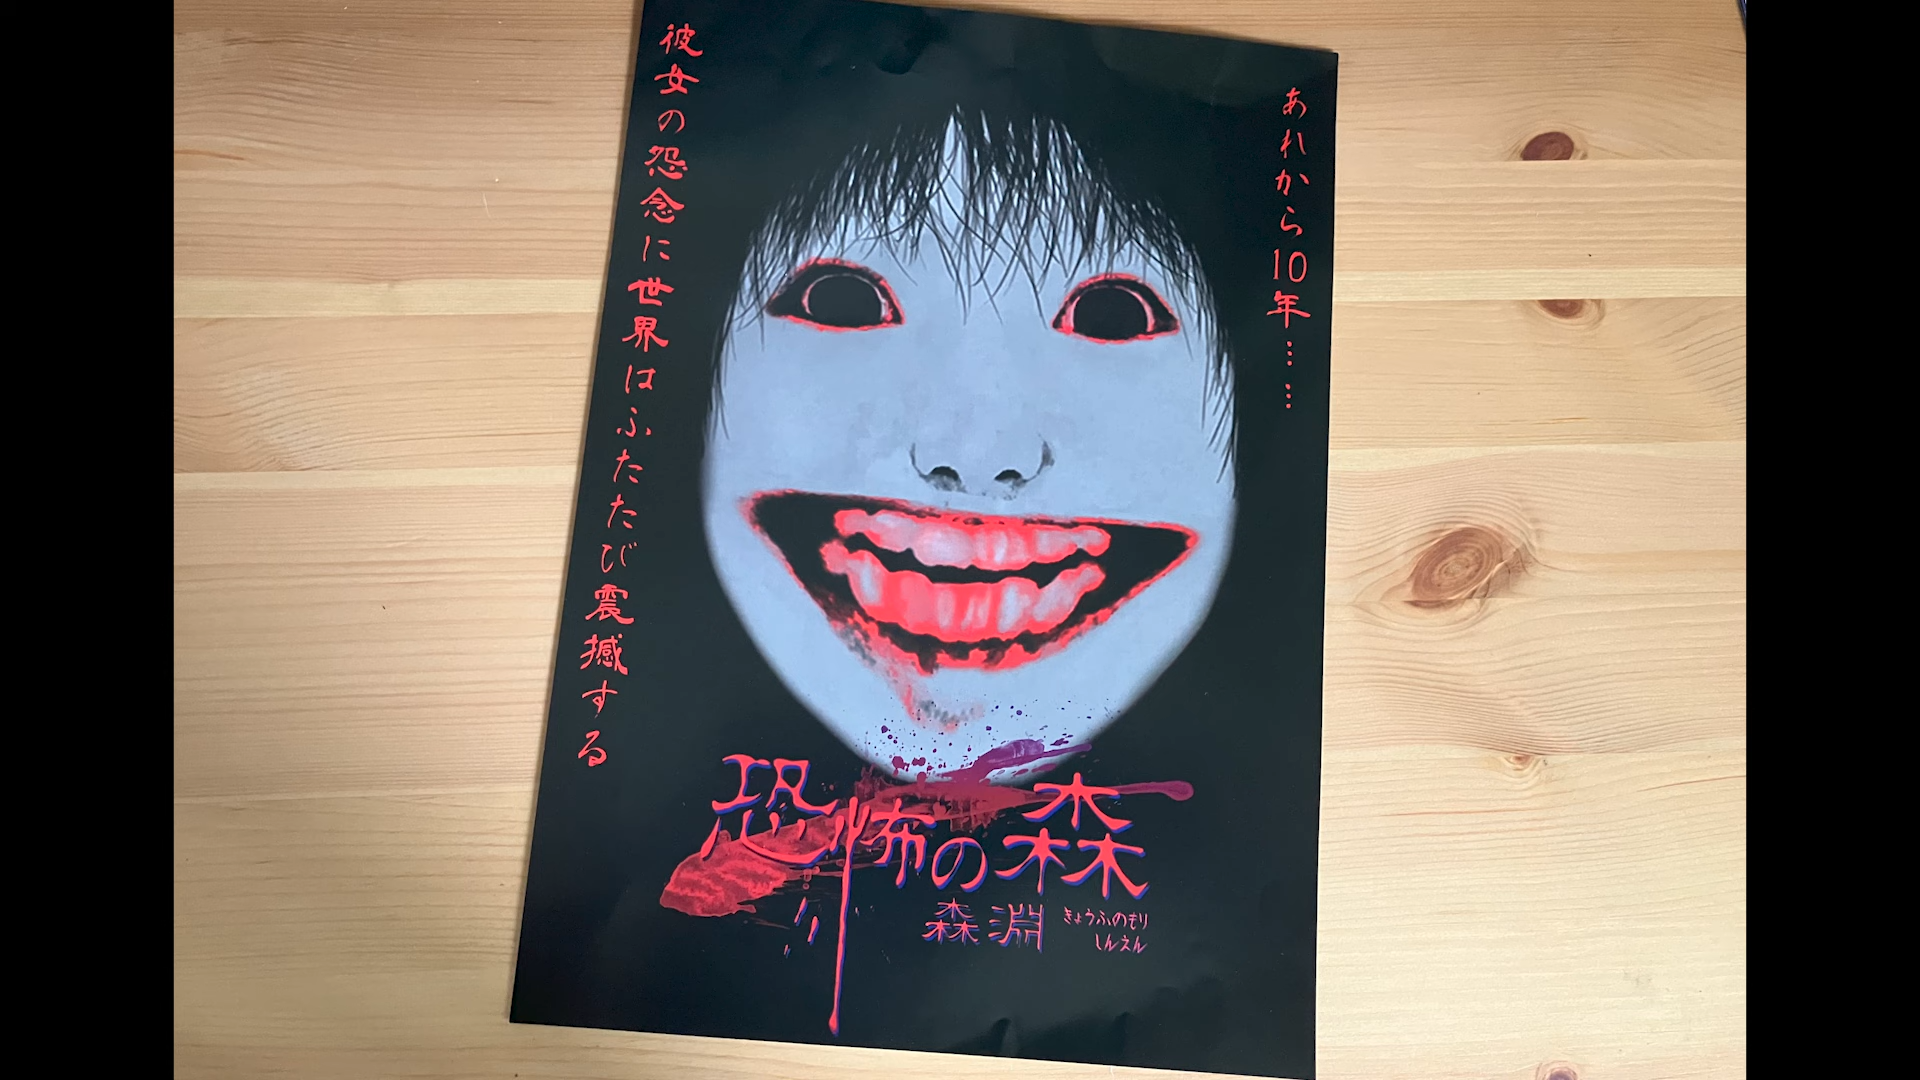 あれから10年……
彼女の怨念に世界はふたたび震撼する
恐怖の森
森淵
きょうふのもり
しんえん